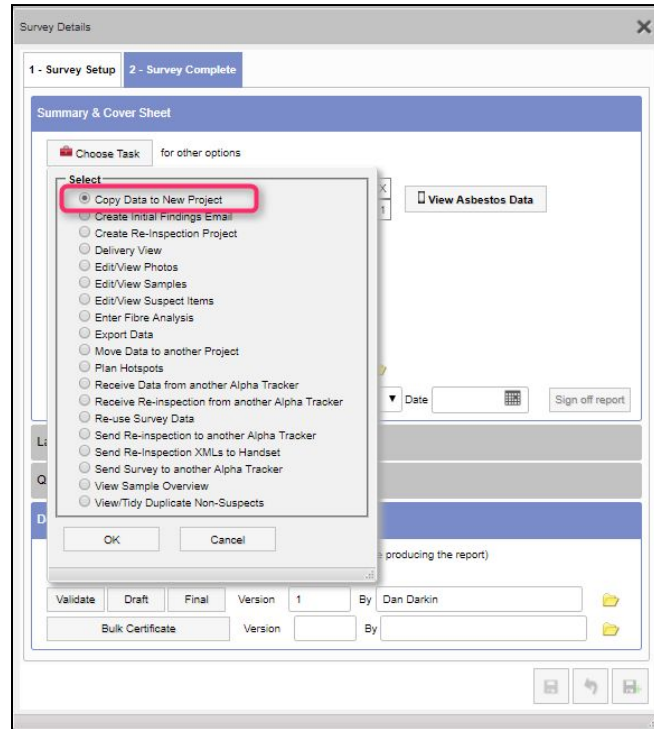 Survey Details
1 - Survey Setup 2 - Survey Complete
Summary & Cover Sheet
Choose Task for other options
Select
Copy Data to New Project
Create Initial Findings Email
Create Re-Inspection Project
Delivery View
Edit/View Photos
Edit/View Samples
Edit/View Suspect Items
Enter Fibre Analysis
Export Data
Move Data to another Project
Plan Hotspots
Receive Data from another Alpha Tracker
Receive Re-inspection from another Alpha Tracker
Re-use Survey Data
Send Re-inspection to another Alpha Tracker
Send Re-Inspection XMLs to Handset
Send Survey to another Alpha Tracker
View Sample Overview
View/Tidy Duplicate Non-Suspects
OK Cancel
X
1
View Asbestos Data
Date Sign off report
Q
D
producing the report)
Validate Draft Final Version 1 By Dan Darkin
Bulk Certificate Version By